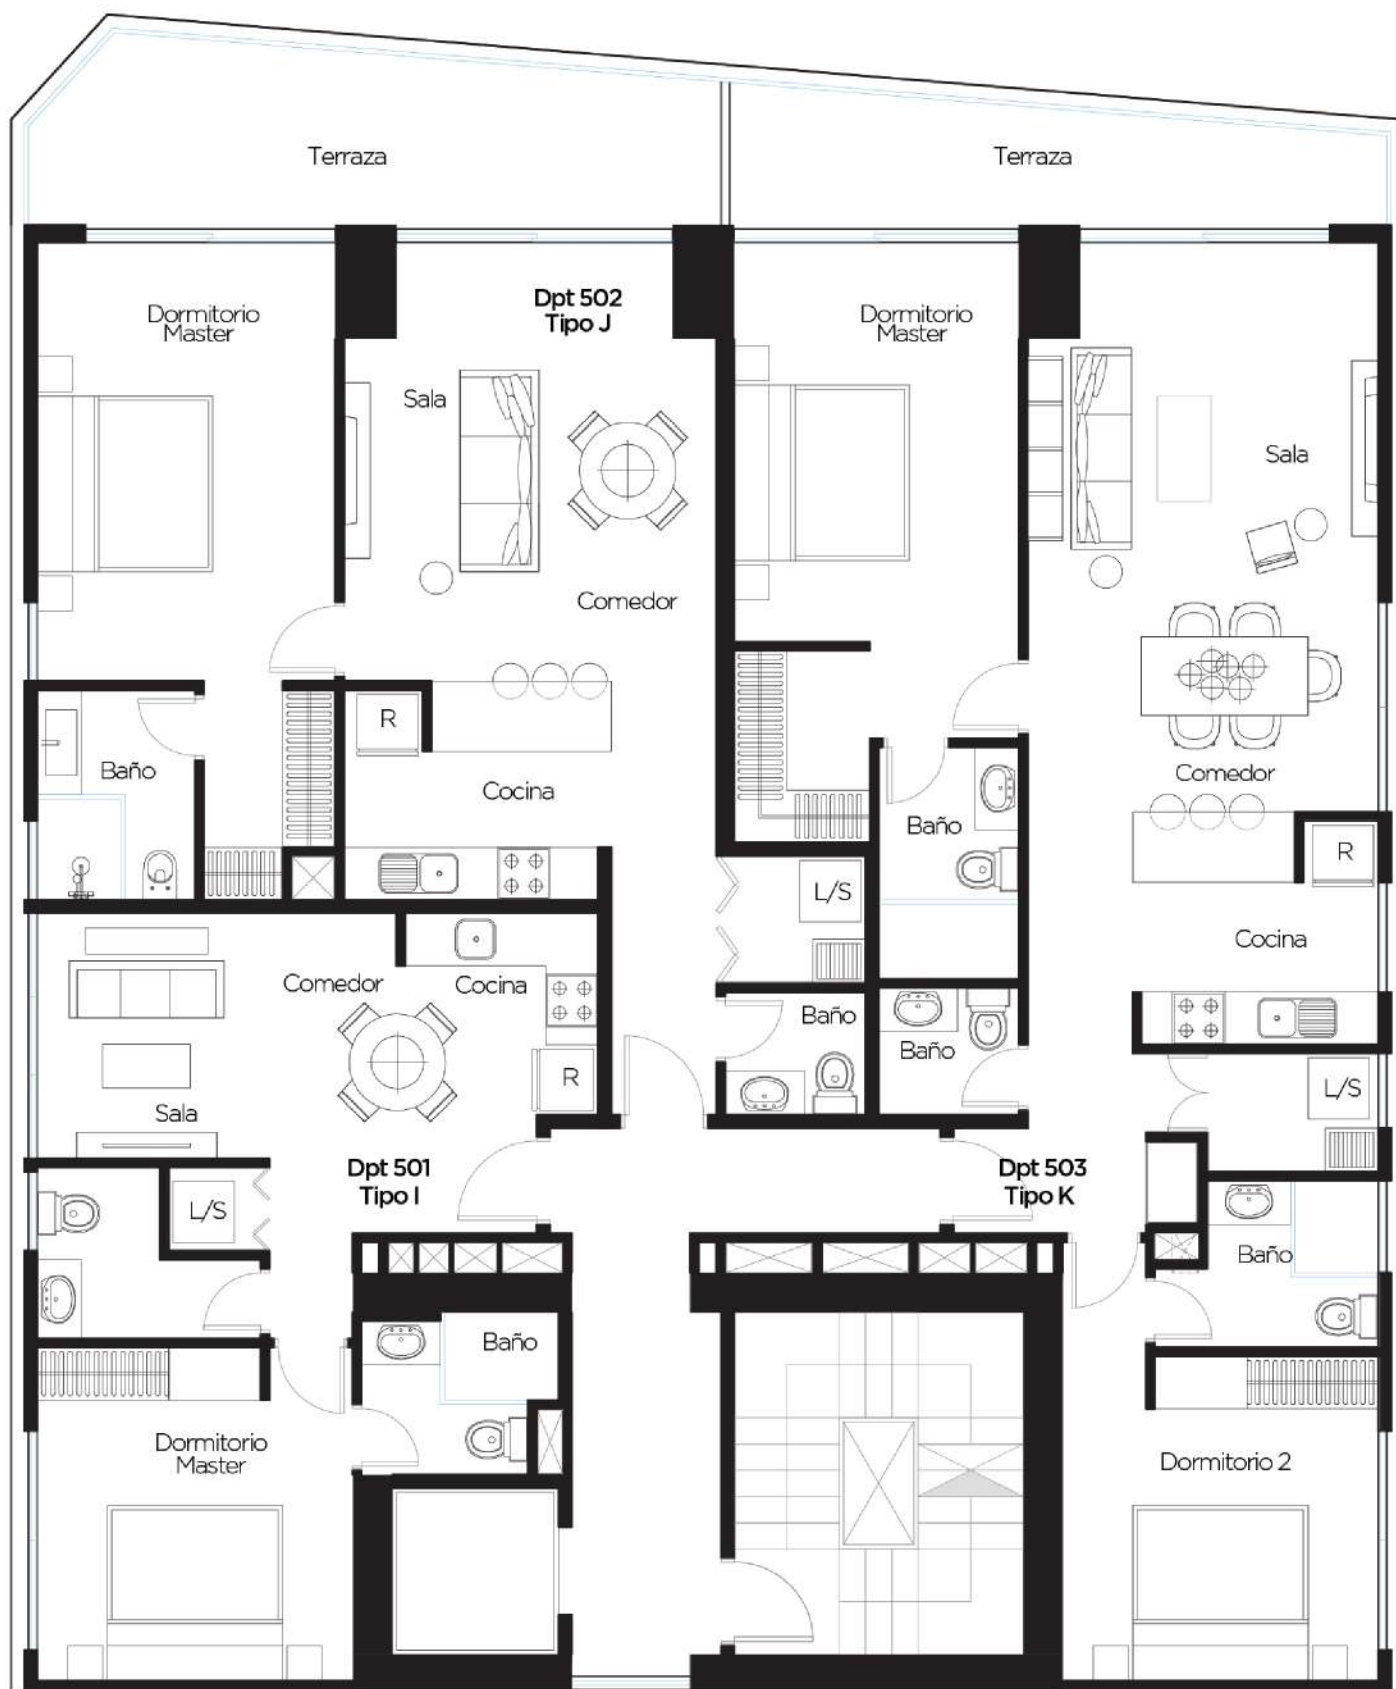 Terraza
Terraza
Dormitorio
Master
Dpt 502
Tipo J
Dormitorio
Master
Sala
Sala
Comedor
R
Baño
Cocina
Comedor
Baño
R
L/S
Comedor
Cocina
Cocina
Baño
Baño
R
L/S
Sala
Dpt 501
Tipo I
Dpt 503
Tipo K
L/S
Baño
Baño
Dormitorio
Master
Dormitorio 2